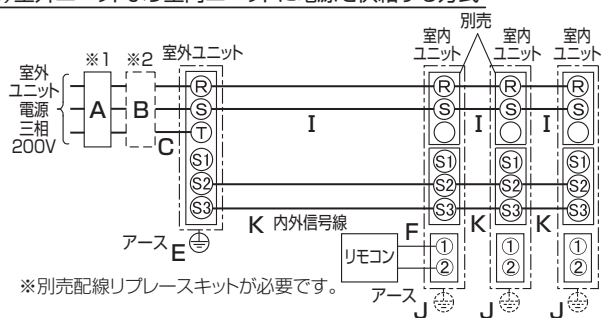 室外ユニットより室内ユニットに電源を供給する方式
別売
※1 ※2
室外ユニット
室内ユニット
室内ユニット
室内ユニット
室外ユニット電源
三相
200V
A
B
C
R
S
T
S1
S2
S3
I
R
S
S1
S2
S3
I
R
S
S1
S2
S3
I
R
S
S1
S2
S3
K 内外信号線
K
K
アース E
F
リモコン
1
2
1
2
1
2
※別売配線リプレースキットが必要です。
アース J
J
J